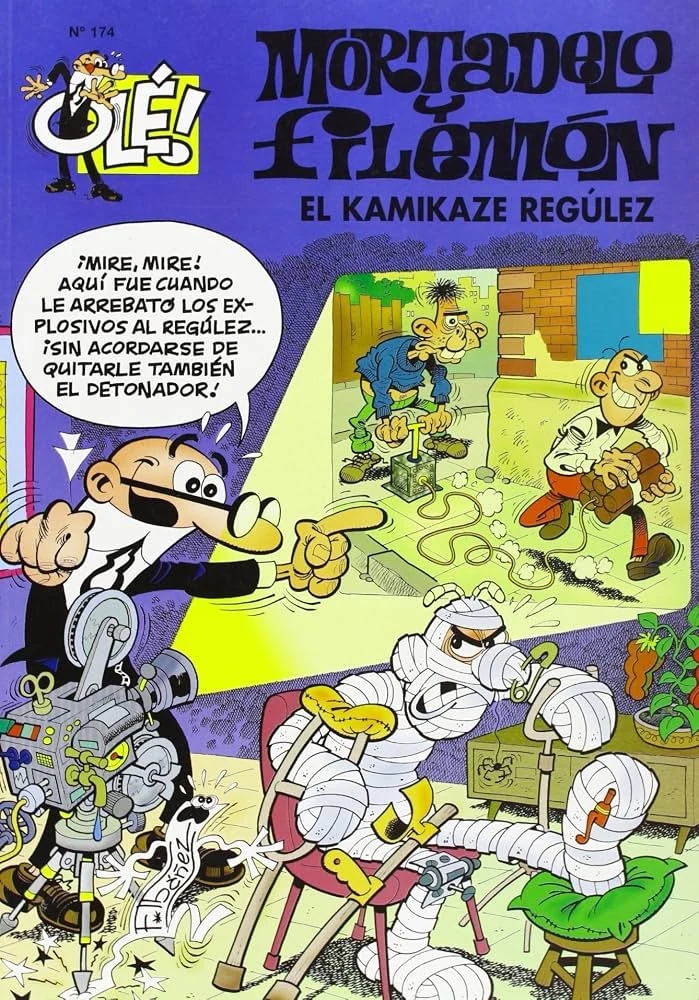 Nº 174
OLÉ!
MORTADELO
Y
FILEMÓN
EL KAMIKAZE REGÚLEZ
¡MIRE, MIRE!
AQUÍ FUE CUANDO
LE ARREBATÓ LOS EX-
PLOSIVOS AL REGÚLEZ...
¡SIN ACORDARSE DE
QUITARLE TAMBIÉN
EL DETONADOR!
F. Ibáñez